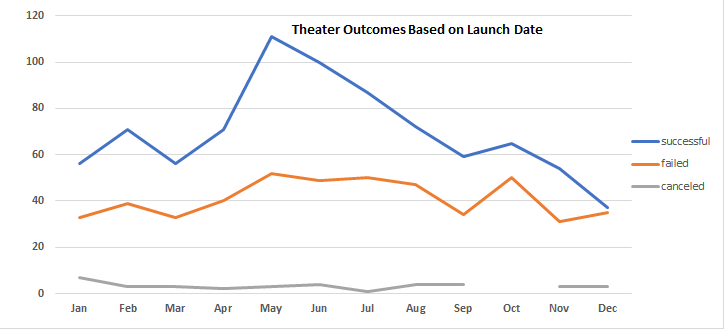 Theater Outcomes Based on Launch Date
120
100
80
60
40
20
0
Jan Feb Mar Apr May Jun Jul Aug Sep Oct Nov Dec
successful
failed
canceled